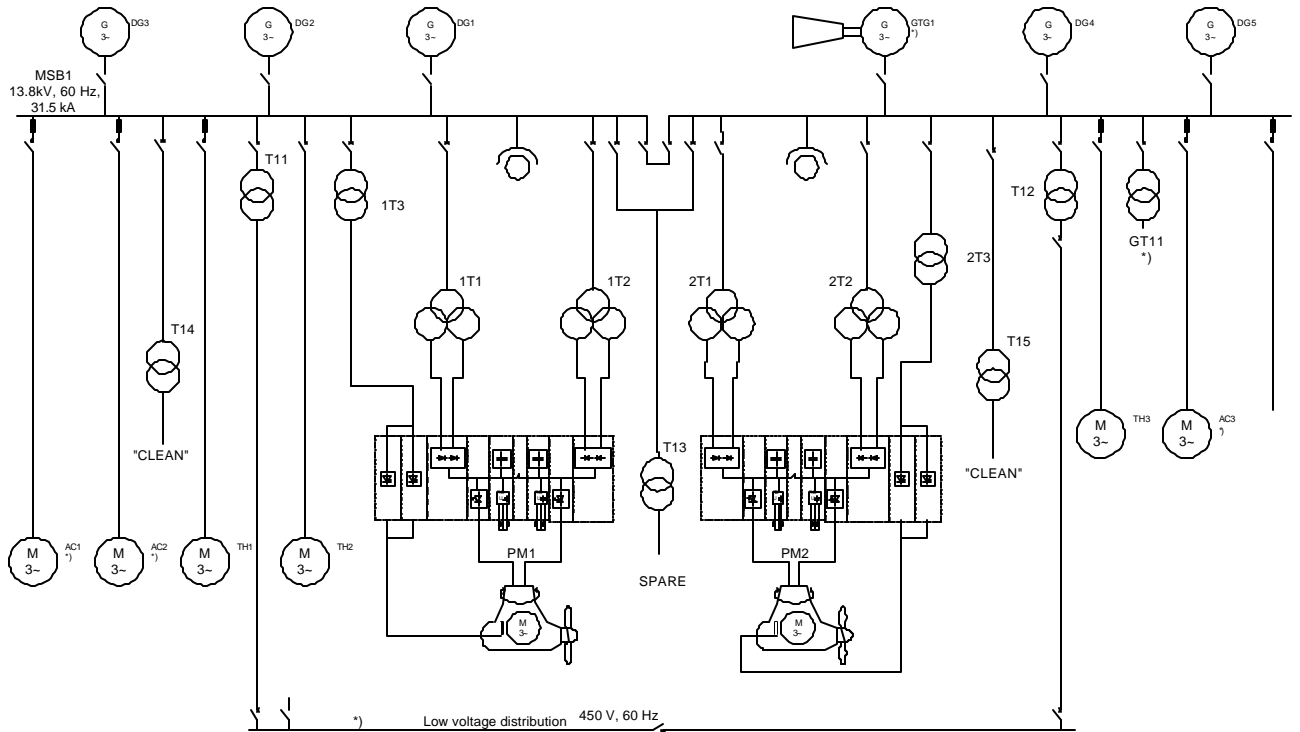 G
3~
DG3
G
3~
DG2
G
3~
DG1
G
3~
GTG1
*)
G
3~
DG4
G
3~
DG5
MSB1
13.8kV, 60 Hz,
31.5 kA
T11
1T3
T12
GT11
*)
2T3
1T1
1T2
2T1
2T2
T14
T15
"CLEAN"
T13
"CLEAN"
M
3~
TH3
M
3~
AC3
*)
M
3~
AC1
*)
M
3~
AC2
*)
M
3~
TH1
M
3~
TH2
PM1
PM2
SPARE
M
3~
M
3~
*)
Low voltage distribution
450 V, 60 Hz